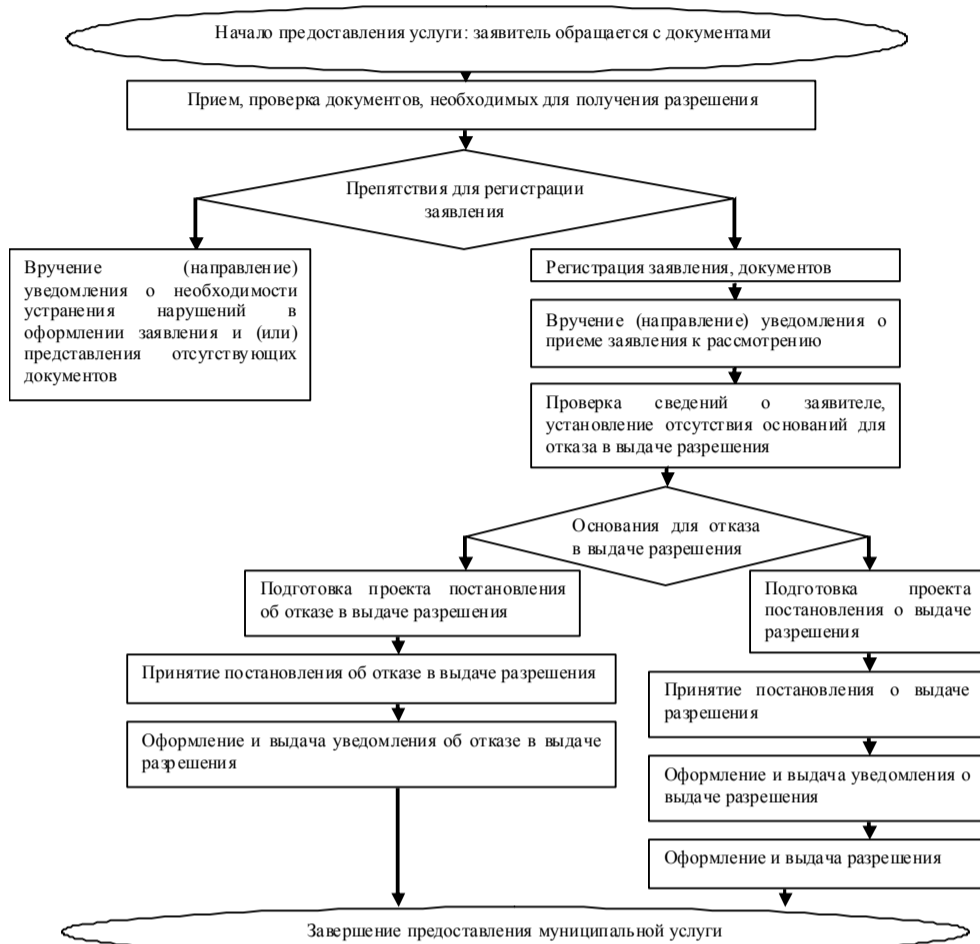 Начало предоставления услуги: заявитель обращается с документами
Прием, проверка документов, необходимых для получения разрешения
Препятствия для регистрации
заявления
Вручение (направление)
уведомления о необходимости
устранения нарушений в
оформлении заявления и (или)
представления отсутствующих
документов
Регистрация заявления, документов
Вручение (направление) уведомления о
приеме заявления к рассмотрению
Проверка сведений о заявителе,
установление отсутствия оснований для
отказа в выдаче разрешения
Основания для отказа
в выдаче разрешения
Подготовка проекта постановления
об отказе в выдаче разрешения
Принятие постановления об отказе в выдаче разрешения
Оформление и выдача уведомления об отказе в выдаче
разрешения
Подготовка проекта
постановления о выдаче
разрешения
Принятие постановления о выдаче
разрешения
Оформление и выдача уведомления о
выдаче разрешения
Оформление и выдача разрешения
Завершение предоставления муниципальной услуги